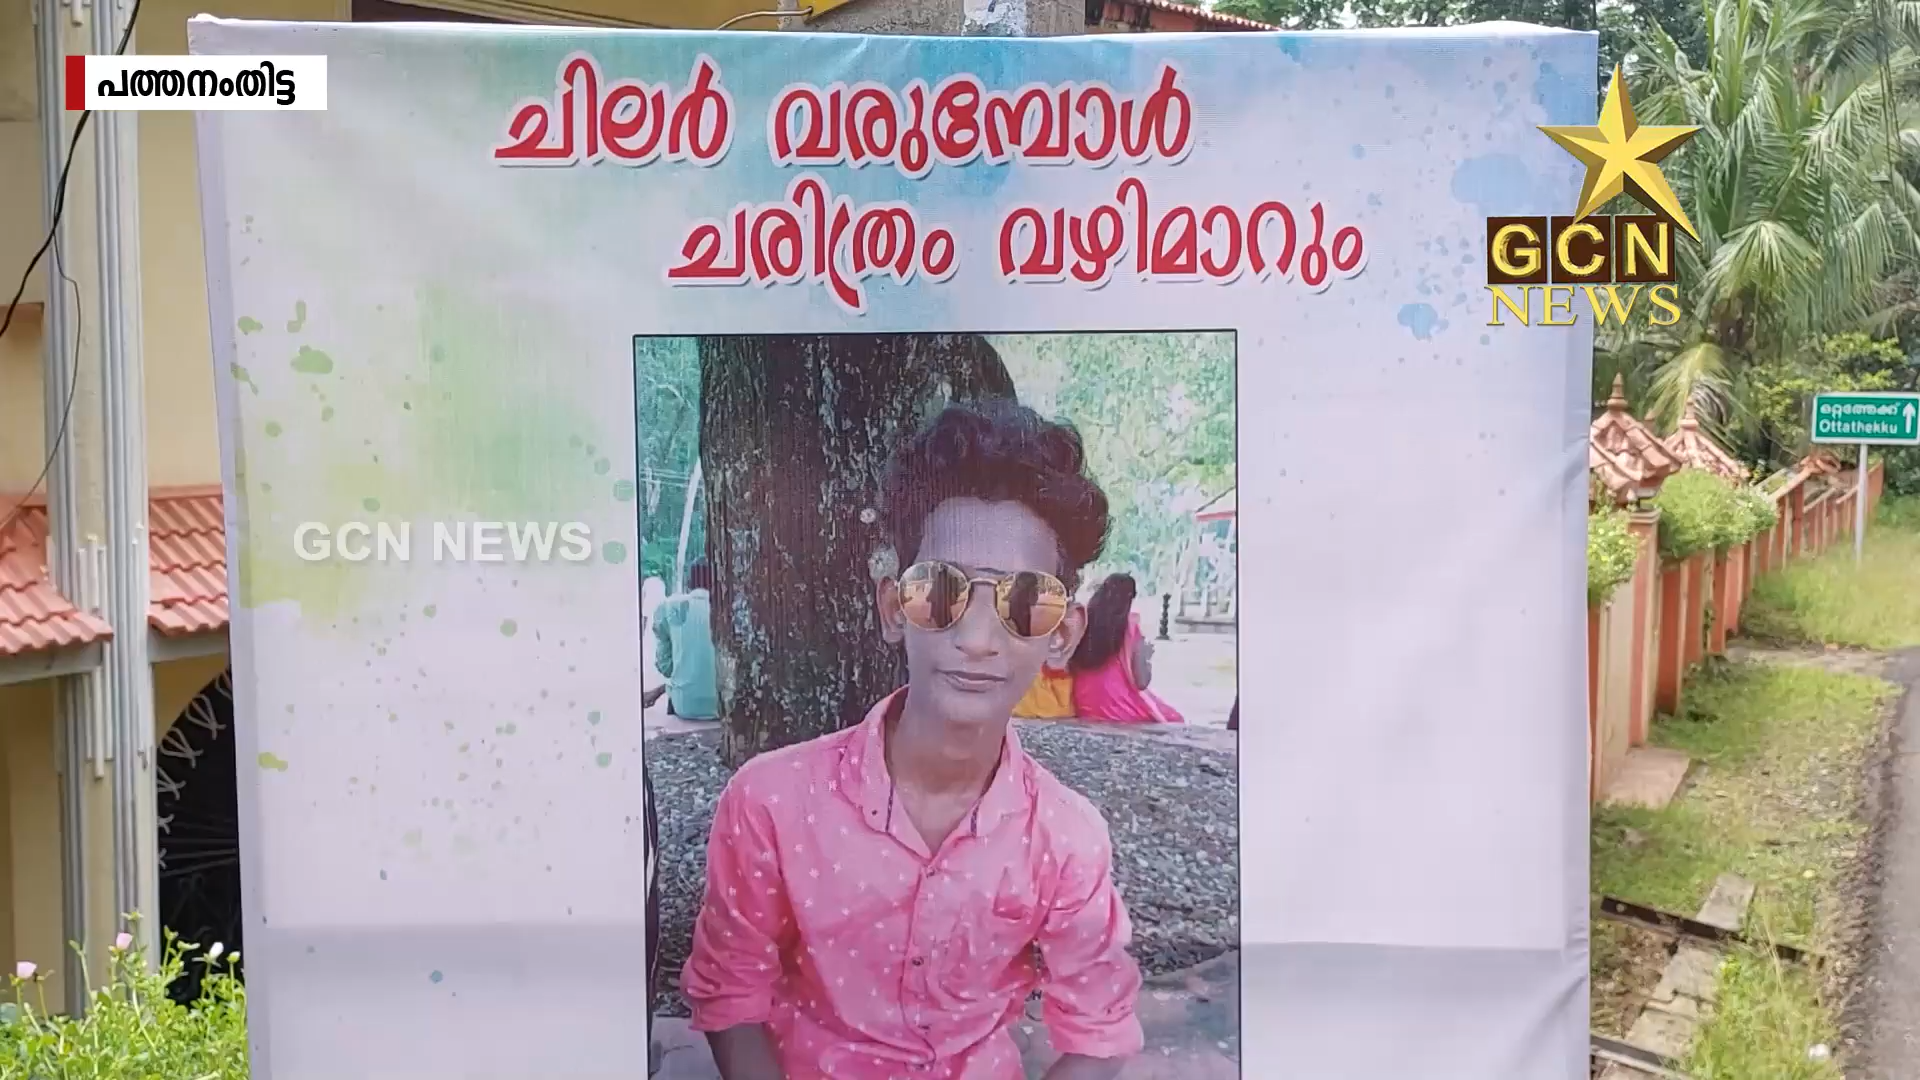 പത്തനംതിട്ട
ചിലർ വരുമ്പോൾ
ചരിത്രം വഴിമാറും
GCN
NEWS
ഒറ്റത്തേക്ക്
Ottathekku
GCN NEWS